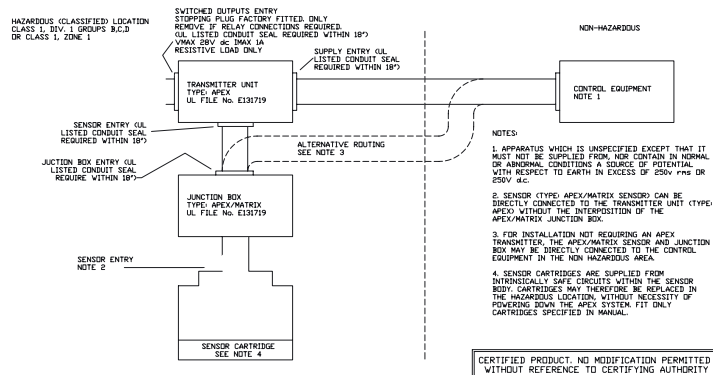 HAZARDOUS (CLASSIFIED) LOCATION
CLASS 1, DIV. 1 GROUPS B,C,D
OR CLASS 1, ZONE 1
SWITCHED OUTPUTS ENTRY
STOPPING PLUG FACTORY FITTED. ONLY
REMOVE IF RELAY CONNECTIONS REQUIRED.
(UL LISTED CONDUIT SEAL REQUIRED WITHIN 18")
VMAX 28V dc IMAX 1A
RESISTIVE LOAD ONLY
NON-HAZARDOUS
SUPPLY ENTRY (UL
LISTED CONDUIT SEAL
REQUIRED WITHIN 18")
TRANSMITTER UNIT
TYPE: APEX
UL FILE No. E131719
CONTROL EQUIPMENT
NOTE 1
SENSOR ENTRY (UL
LISTED CONDUIT SEAL
REQUIRED WITHIN 18")
ALTERNATIVE ROUTING
SEE NOTE 3
JUCTION BOX ENTRY (UL
LISTED CONDUIT SEAL
REQUIRE WITHIN 18")
JUNCTION BOX
TYPE: APEX/MATRIX
UL FILE No. E131719
SENSOR ENTRY
NOTE 2
SENSOR CARTRIDGE
SEE NOTE 4
NOTES:
1. APPARATUS WHICH IS UNSPECIFIED EXCEPT THAT IT
MUST NOT BE SUPPLIED FROM, NOR CONTAIN IN NORMAL
OR ABNORMAL CONDITIONS A SOURCE OF POTENTIAL
WITH RESPECT TO EARTH IN EXCESS OF 250v rms OR
250v d.c.
2. SENSOR (TYPE: APEX/MATRIX SENSOR) CAN BE
DIRECTLY CONNECTED TO THE TRANSMITTER UNIT (TYPE:
APEX) WITHOUT THE INTERPOSITION OF THE
APEX/MATRIX JUNCTION BOX.
3. FOR INSTALLATION NOT REQUIRING AN APEX
TRANSMITTER, THE APEX/MATRIX SENSOR AND JUNCTION
BOX MAY BE DIRECTLY CONNECTED TO THE CONTROL
EQUIPMENT IN THE NON HAZARDOUS AREA.
4. SENSOR CARTRIDGES ARE SUPPLIED FROM
INTRINSICALLY SAFE CIRCUITS WITHIN THE SENSOR
BODY. CARTRIDGES MAY THEREFORE BE REPLACED IN
THE HAZARDOUS LOCATION, WITHOUT NECESSITY OF
POWERING DOWN THE APEX SYSTEM. FIT ONLY
CARTRIDGES SPECIFIED IN MANUAL.
CERTIFIED PRODUCT. NO MODIFICATION PERMITTED
WITHOUT REFERENCE TO CERTIFYING AUTHORITY